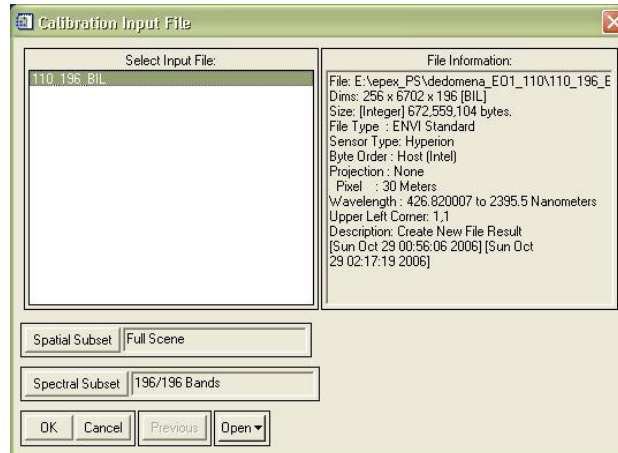 Calibration Input File
Select Input File:
110_196_BIL
File Information:
File: E:\epex_PS\dedomena_EO1_110\110_196_B
Dims: 256 x 6702 x 196 [BIL]
Size: [Integer] 672,559,104 bytes.
File Type : ENVI Standard
Sensor Type: Hyperion
Byte Order : Host (Intel)
Projection : None
Pixel : 30 Meters
Wavelength : 426.820007 to 2395.5 Nanometers
Upper Left Corner: 1,1
Description: Create New File Result
[Sun Oct 29 00:56:06 2006] [Sun Oct
29 02:17:19 2006]
Spatial Subset Full Scene
Spectral Subset 196/196 Bands
OK Cancel Previous Open